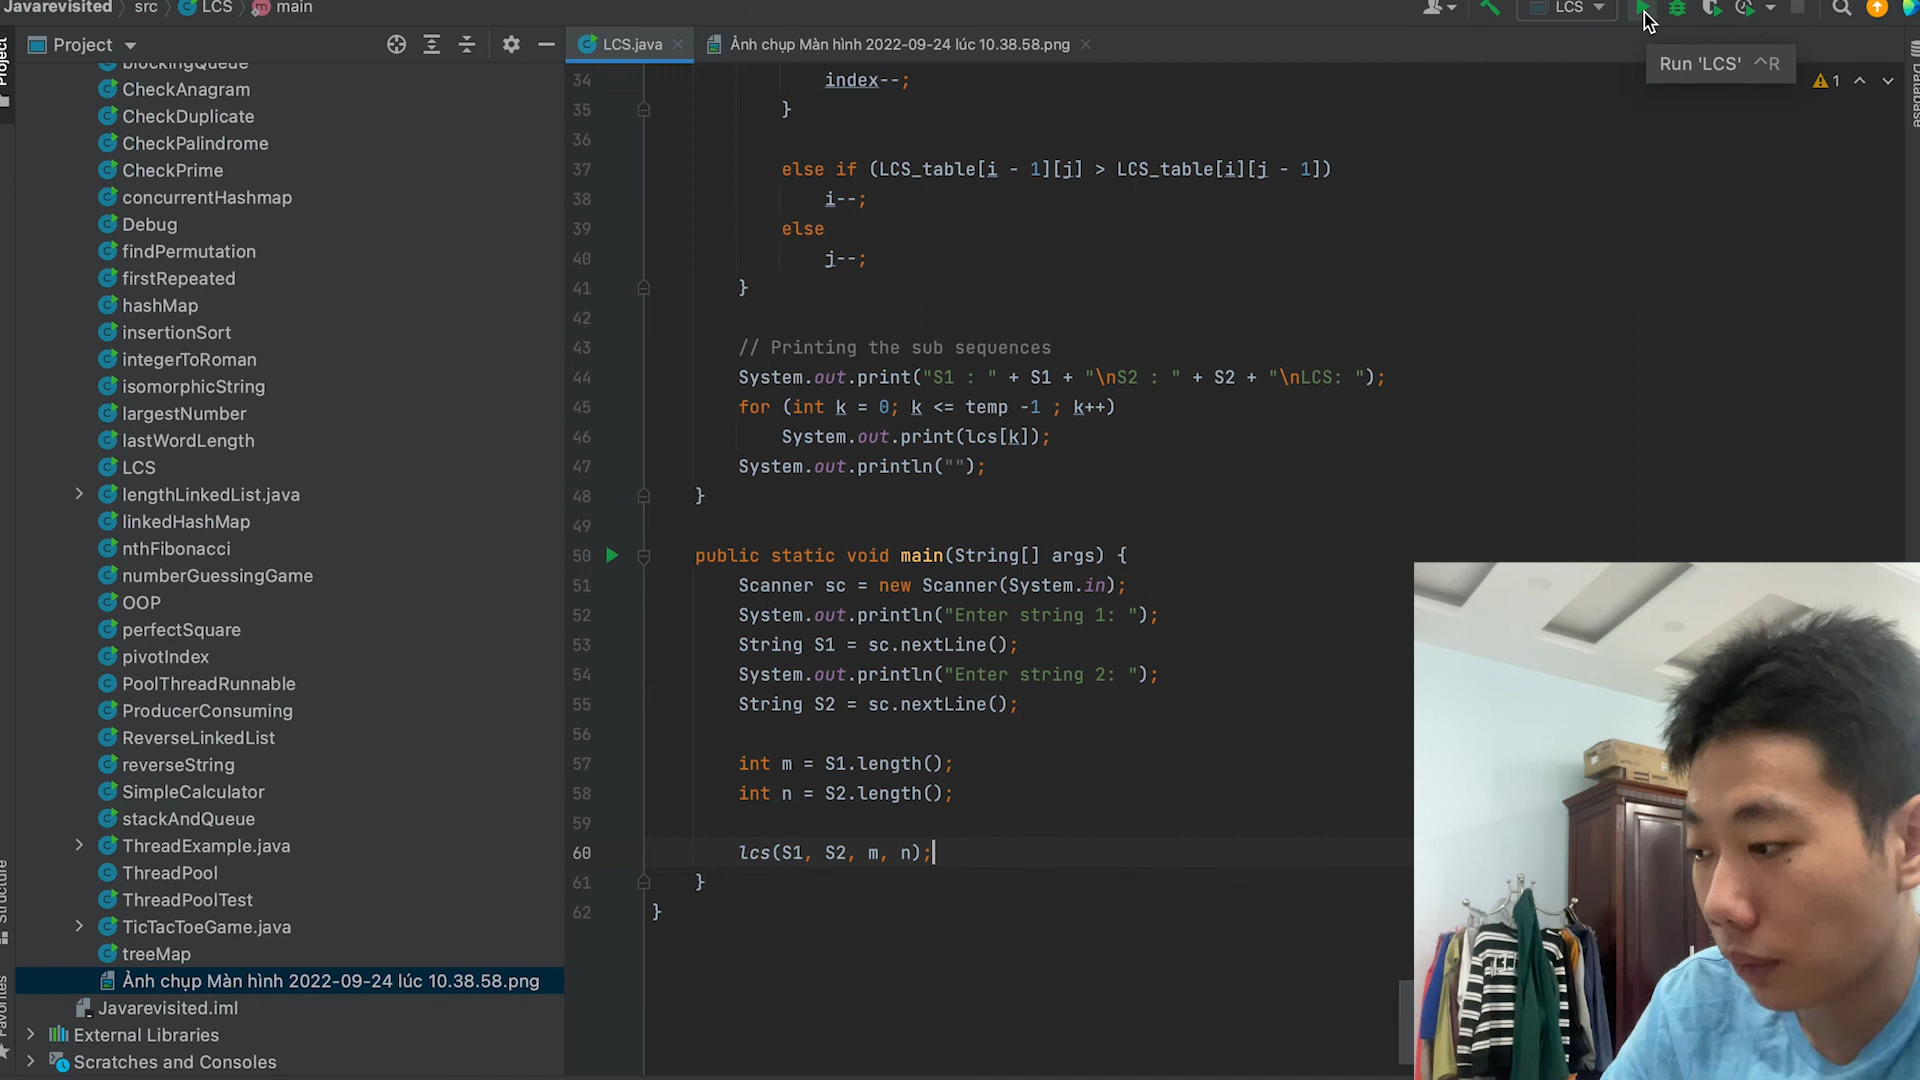 Javarevisited
src
LCS
main
LCS
Project
Project
LCS.java
Ảnh chụp Màn hình 2022-09-24 lúc 10.38.58.png
Run 'LCS' ^R
1
Database
blockingQueue
CheckAnagram
CheckDuplicate
CheckPalindrome
CheckPrime
concurrentHashmap
Debug
findPermutation
firstRepeated
hashMap
insertionSort
integerToRoman
isomorphicString
largestNumber
lastWordLength
LCS
lengthLinkedList.java
linkedHashMap
nthFibonacci
numberGuessingGame
OOP
perfectSquare
pivotIndex
PoolThreadRunnable
ProducerConsuming
ReverseLinkedList
reverseString
SimpleCalculator
stackAndQueue
ThreadExample.java
ThreadPool
ThreadPoolTest
TicTacToeGame.java
treeMap
Ảnh chụp Màn hình 2022-09-24 lúc 10.38.58.png
Javarevisited.iml
External Libraries
Scratches and Consoles
Structure
Favorites
34 index--;
35 }
36
37 else if (LCS_table[i - 1][j] > LCS_table[i][j - 1])
38 i--;
39 else
40 j--;
41 }
42
43 // Printing the sub sequences
44 System.out.print("S1 : " + S1 + "\nS2 : " + S2 + "\nLCS: ");
45 for (int k = 0; k <= temp -1 ; k++)
46 System.out.print(lcs[k]);
47 System.out.println("");
48 }
49
50 public static void main(String[] args) {
51 Scanner sc = new Scanner(System.in);
52 System.out.println("Enter string 1: ");
53 String S1 = sc.nextLine();
54 System.out.println("Enter string 2: ");
55 String S2 = sc.nextLine();
56
57 int m = S1.length();
58 int n = S2.length();
59
60 lcs(S1, S2, m, n);
61 }
62 }